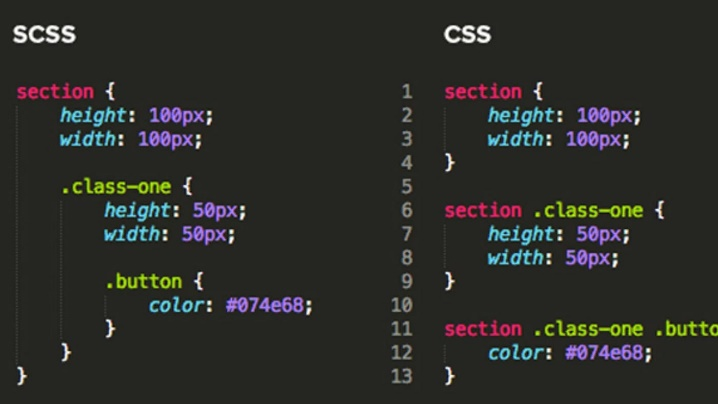 SCSS
section {
height: 100px;
width: 100px;
.class-one {
height: 50px;
width: 50px;
.button {
color: #074e68;
}
}
}
CSS
1 section {
2 height: 100px;
3 width: 100px;
4 }
5
6 section .class-one {
7 height: 50px;
8 width: 50px;
9 }
10
11 section .class-one .butto
12 color: #074e68;
13 }